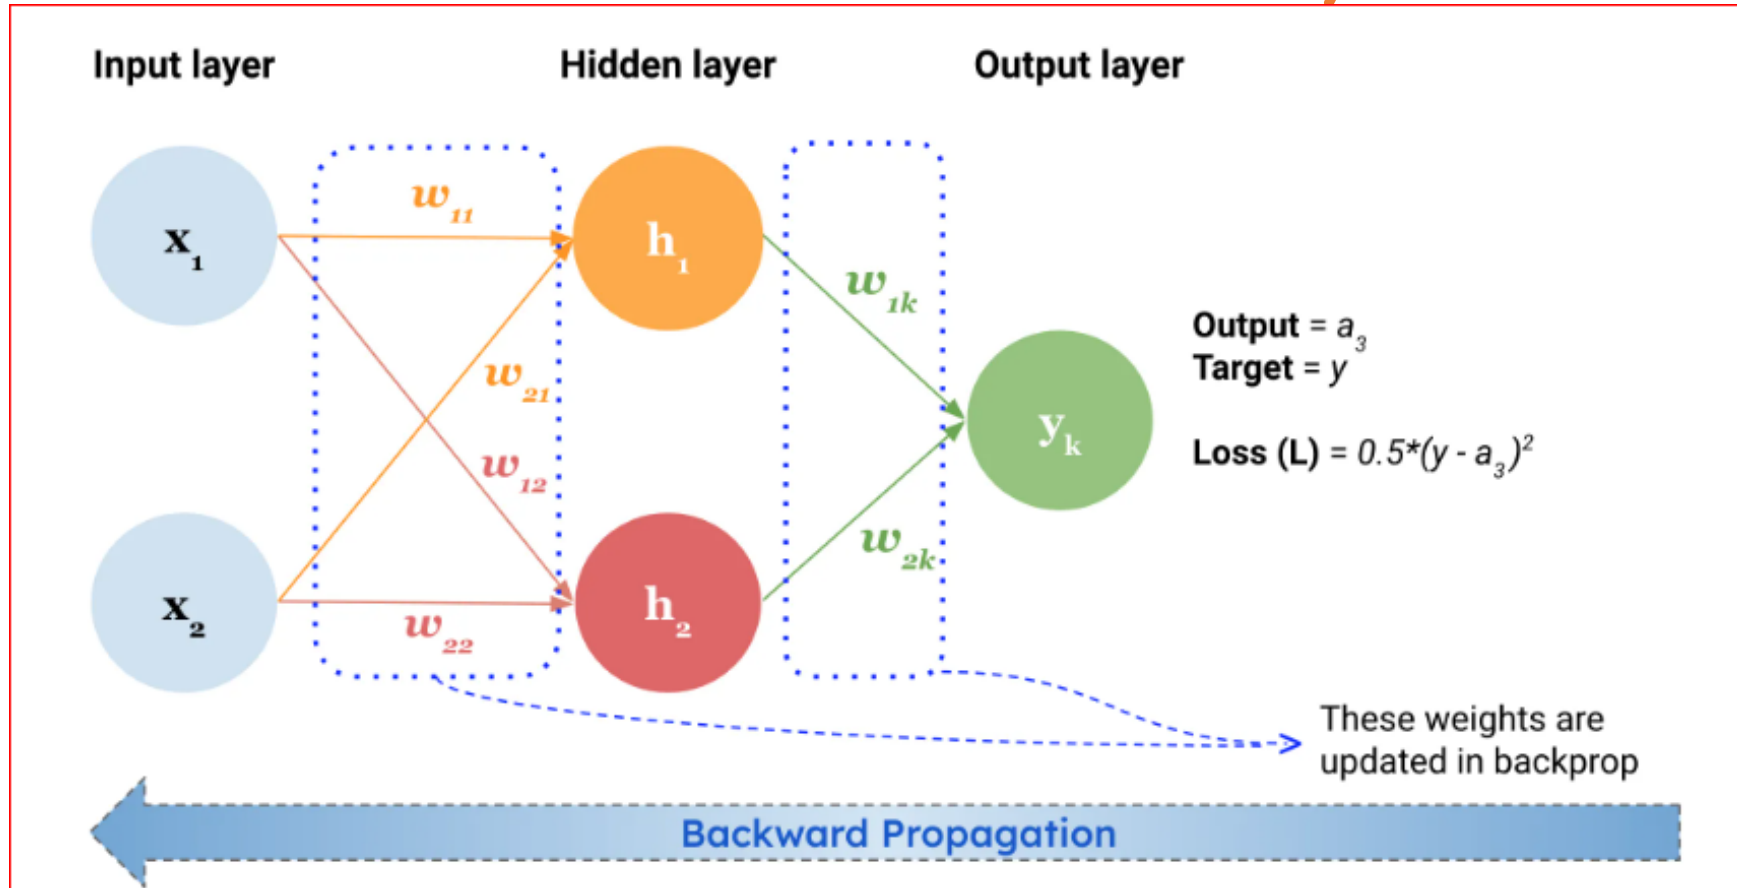 Input layer
Hidden layer
Output layer
x₁
w₁₁
h₁
w₁ₖ
w₂₁
Output = a₃
Target = y
yₖ
Loss (L) = 0.5*(y - a₃)²
w₁₂
w₂ₖ
x₂
w₂₂
h₂
These weights are
updated in backprop
Backward Propagation